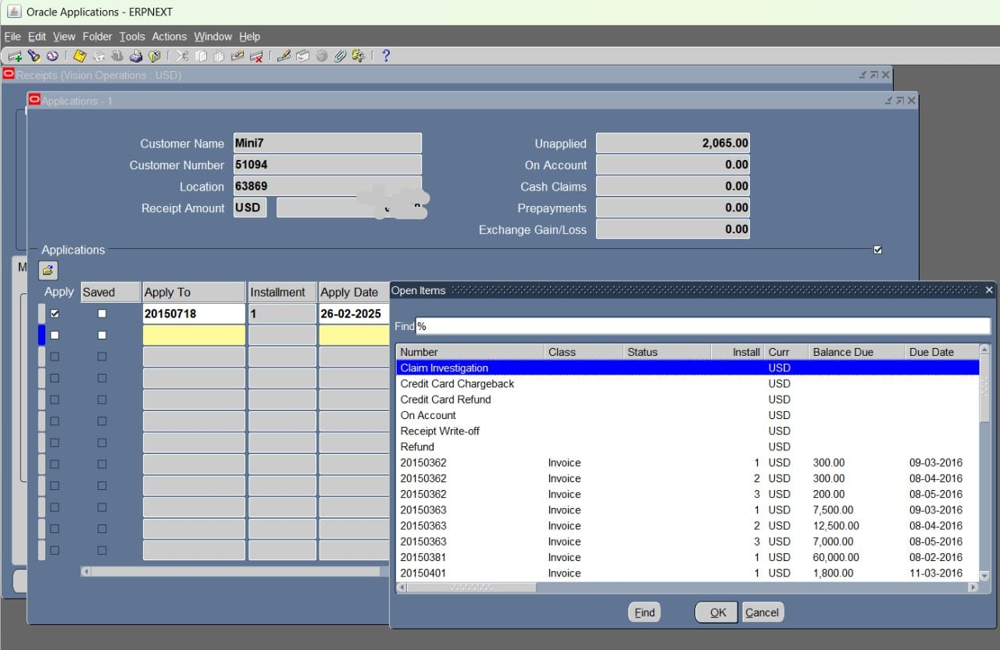 Oracle Applications - ERPNEXT
File Edit View Folder Tools Actions Window Help
Receipts (Vision Operations : USD)
Applications - 1
Customer Name Mini7 Unapplied 2,065.00
Customer Number 51094 On Account 0.00
Location 63869 Cash Claims 0.00
Receipt Amount USD Prepayments 0.00
Exchange Gain/Loss 0.00
Applications
M
Apply Saved Apply To Installment Apply Date
20150718 1 26-02-2025
Open Items
Find %
Number Class Status Install Curr Balance Due Due Date
Claim Investigation USD
Credit Card Chargeback USD
Credit Card Refund USD
On Account USD
Receipt Write-off USD
Refund USD
20150362 Invoice 1 USD 300.00 09-03-2016
20150362 Invoice 2 USD 300.00 08-04-2016
20150362 Invoice 3 USD 200.00 08-05-2016
20150363 Invoice 1 USD 7,500.00 09-03-2016
20150363 Invoice 2 USD 12,500.00 08-04-2016
20150363 Invoice 3 USD 7,000.00 08-05-2016
20150381 Invoice 1 USD 60,000.00 08-02-2016
20150401 Invoice 1 USD 1,800.00 11-03-2016
Find OK Cancel